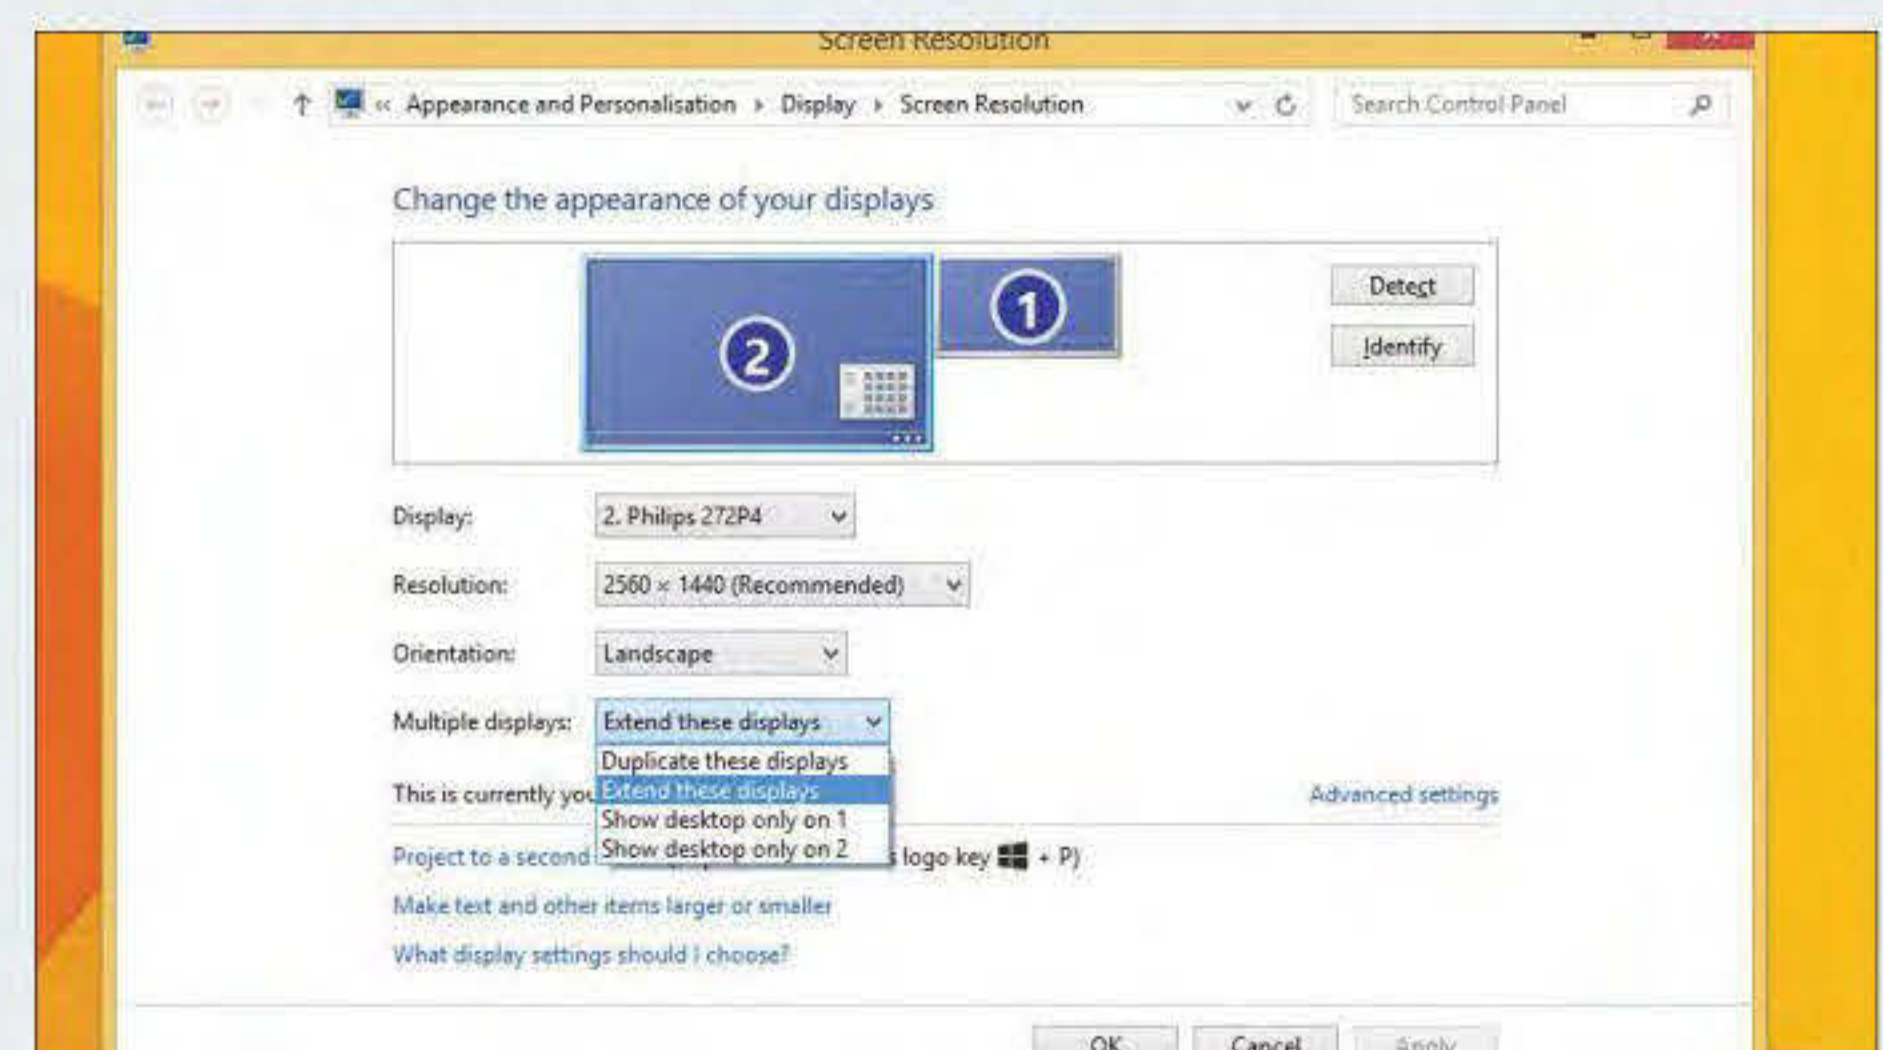 Screen Resolution
« Appearance and Personalisation ▸ Display ▸ Screen Resolution Search Control Panel
Change the appearance of your displays
2
1
Detect
Identify
Display: 2. Philips 272P4
Resolution: 2560 × 1440 (Recommended)
Orientation: Landscape
Multiple displays: Extend these displays
Duplicate these displays
This is currently you Extend these displays Advanced settings
Show desktop only on 1
Project to a second Show desktop only on 2 logo key + P)
Make text and other items larger or smaller
What display settings should I choose?
OK Cancel Apply